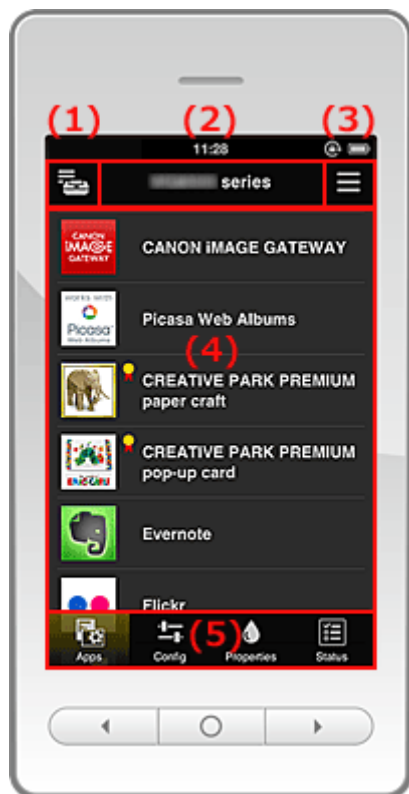 (1)
(2)
(3)
11:28
series
CANON iMAGE GATEWAY
CANON
iMAGE
GATEWAY
works with
Picasa
Web Albums
Picasa Web Albums
(4)
CREATIVE PARK PREMIUM
paper craft
CREATIVE PARK PREMIUM
pop-up card
ERIC CARLE
Evernote
Flickr
(5)
Apps
Config
Properties
Status